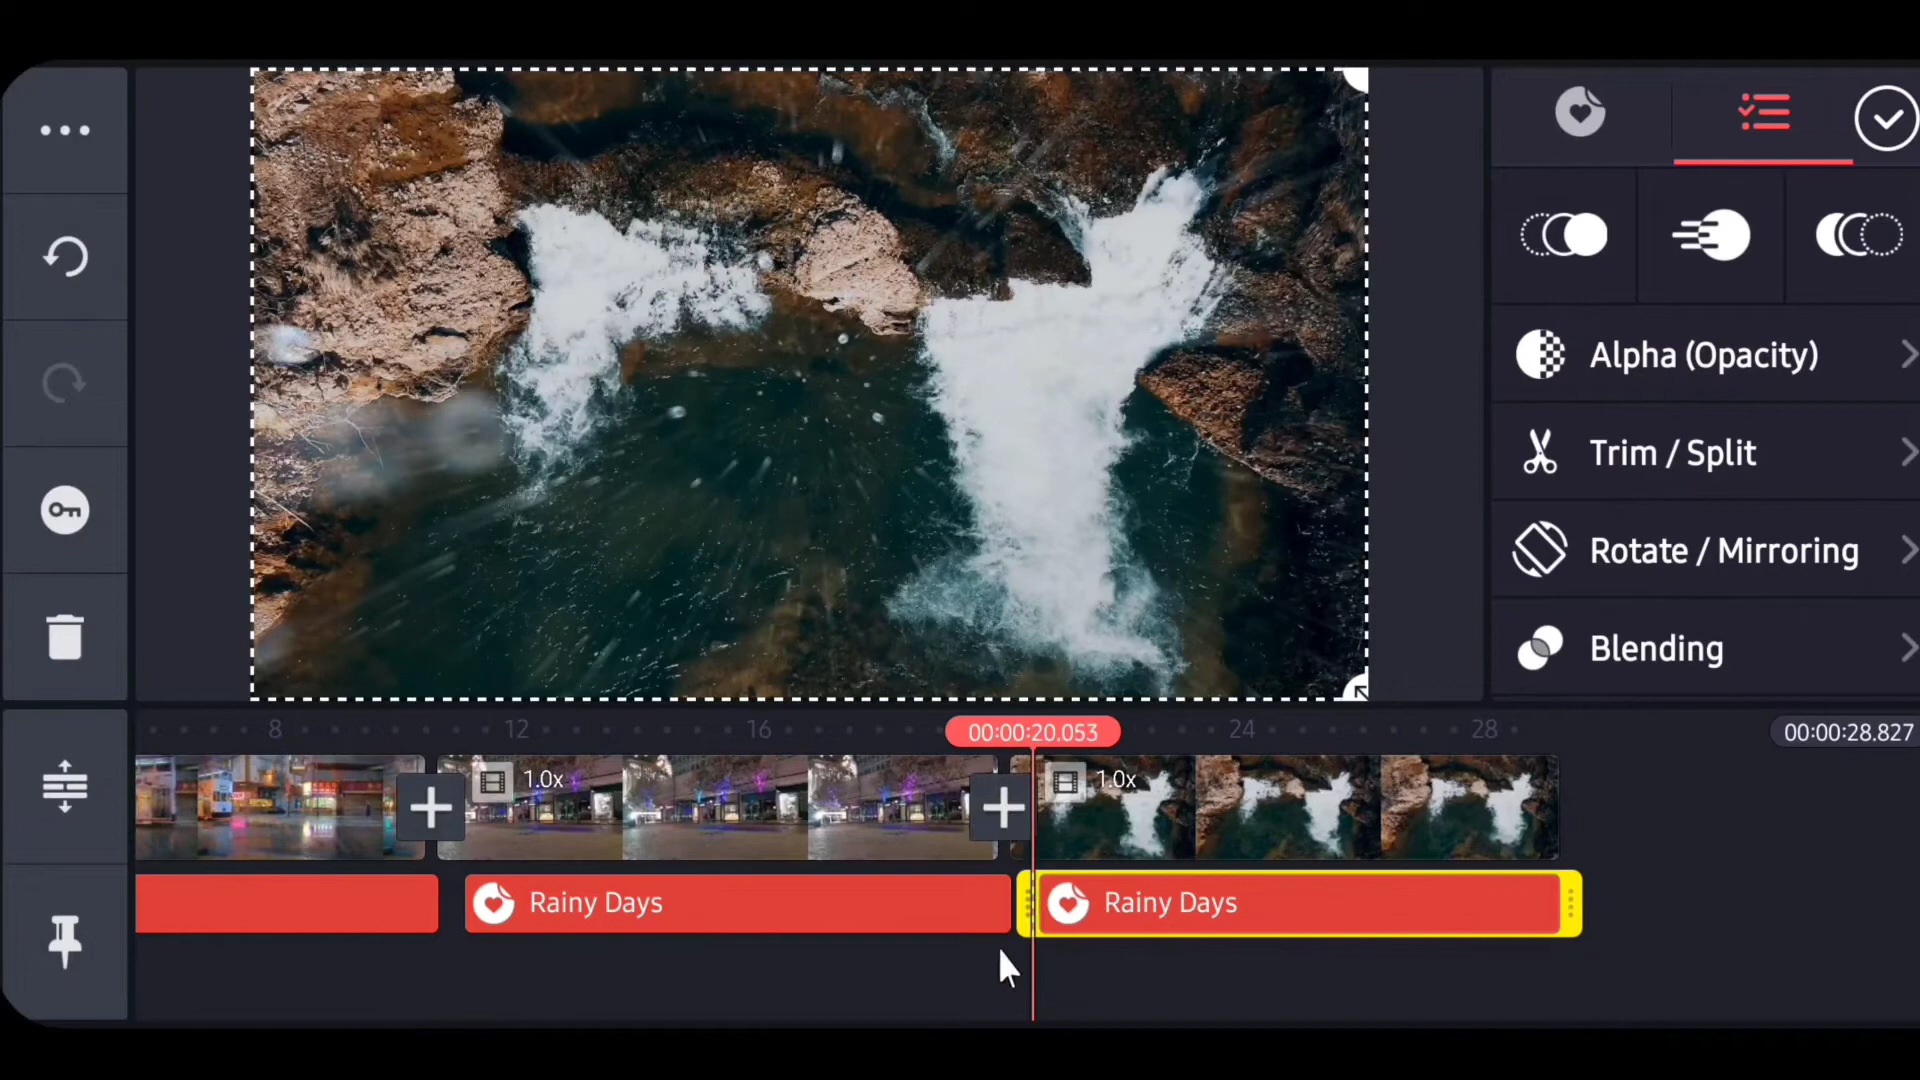 Alpha (Opacity)
Trim / Split
Rotate / Mirroring
Blending
8
12
16
00:00:20.053
24
28
00:00:28.827
1.0x
1.0x
Rainy Days
Rainy Days